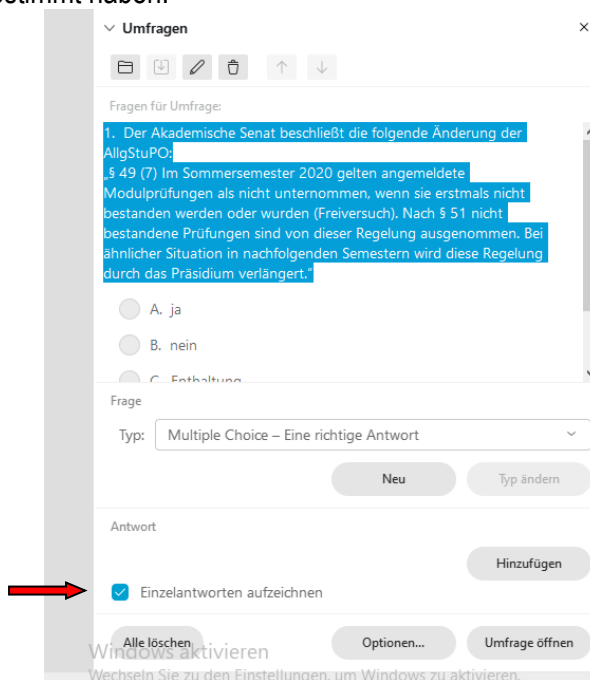 stimmt haben.
Umfragen
Fragen für Umfrage:
1. Der Akademische Senat beschließt die folgende Änderung der
AllgStuPO:
„§ 49 (7) Im Sommersemester 2020 gelten angemeldete
Modulprüfungen als nicht unternommen, wenn sie erstmals nicht
bestanden werden oder wurden (Freiversuch). Nach § 51 nicht
bestandene Prüfungen sind von dieser Regelung ausgenommen. Bei
ähnlicher Situation in nachfolgenden Semestern wird diese Regelung
durch das Präsidium verlängert.“
A. ja
B. nein
C. Enthaltung
Frage
Typ: Multiple Choice – Eine richtige Antwort
Neu Typ ändern
Antwort
Hinzufügen
Einzelantworten aufzeichnen
Alle löschen Optionen... Umfrage öffnen
Windows aktivieren
Wechseln Sie zu den Einstellungen, um Windows zu aktivieren.